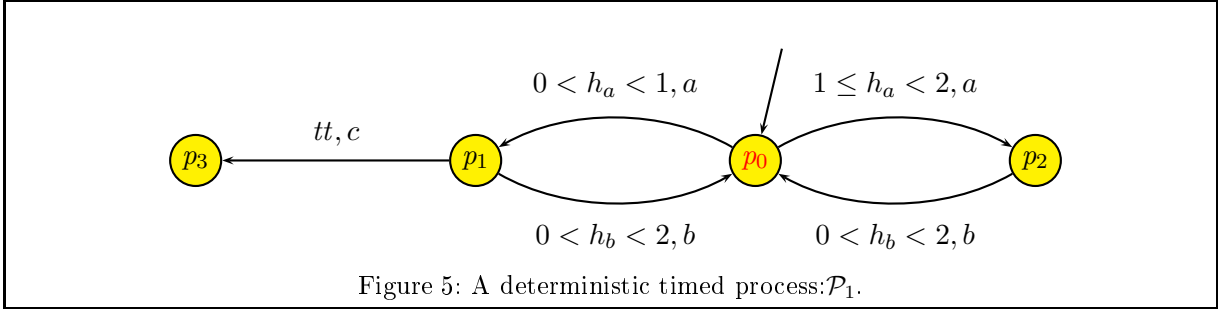 0 < h_a < 1, a
1 ≤ h_a < 2, a
tt, c
p_3
p_1
p_0
p_2
0 < h_b < 2, b
0 < h_b < 2, b
Figure 5: A deterministic timed process:𝒫_1.